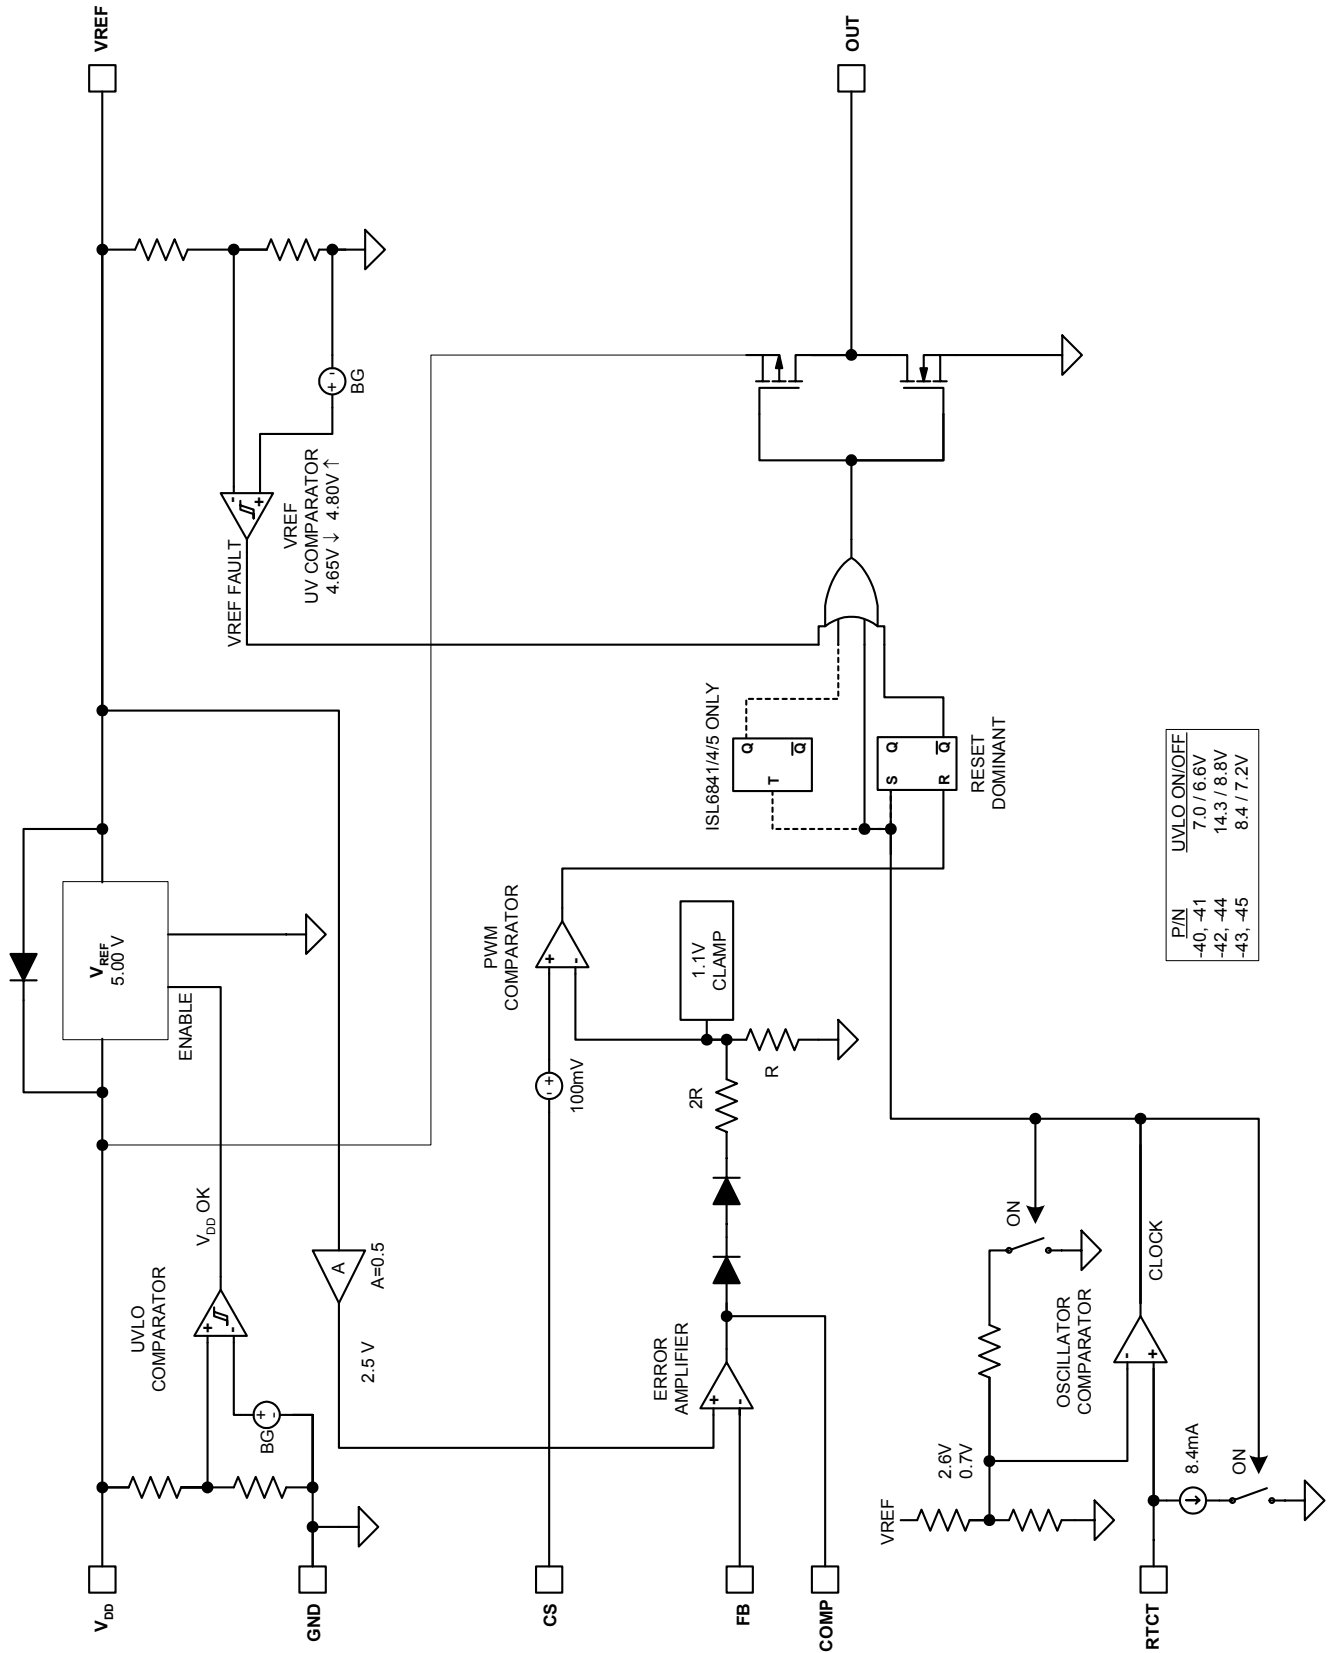 VREF
OUT
VREF FAULT
VREF
UV COMPARATOR
4.65V ↓ 4.80V ↑
-
+
+
-
BG
VREF
5.00 V
ENABLE
VDD OK
UVLO
COMPARATOR
+
-
+
-
BG
A
A=0.5
2.5 V
VDD
GND
ISL6841/4/5 ONLY
T
Q
Q
S
R
Q
Q
RESET
DOMINANT
PWM
COMPARATOR
+
-
+
-
100mV
1.1V
CLAMP
2R
R
ERROR
AMPLIFIER
+
-
CS
FB
COMP
VREF
2.6V
0.7V
ON
OSCILLATOR
COMPARATOR
-
+
CLOCK
8.4mA
ON
RTCT
P/N UVLO ON/OFF
-40, -41 7.0 / 6.6V
-42, -44 14.3 / 8.8V
-43, -45 8.4 / 7.2V